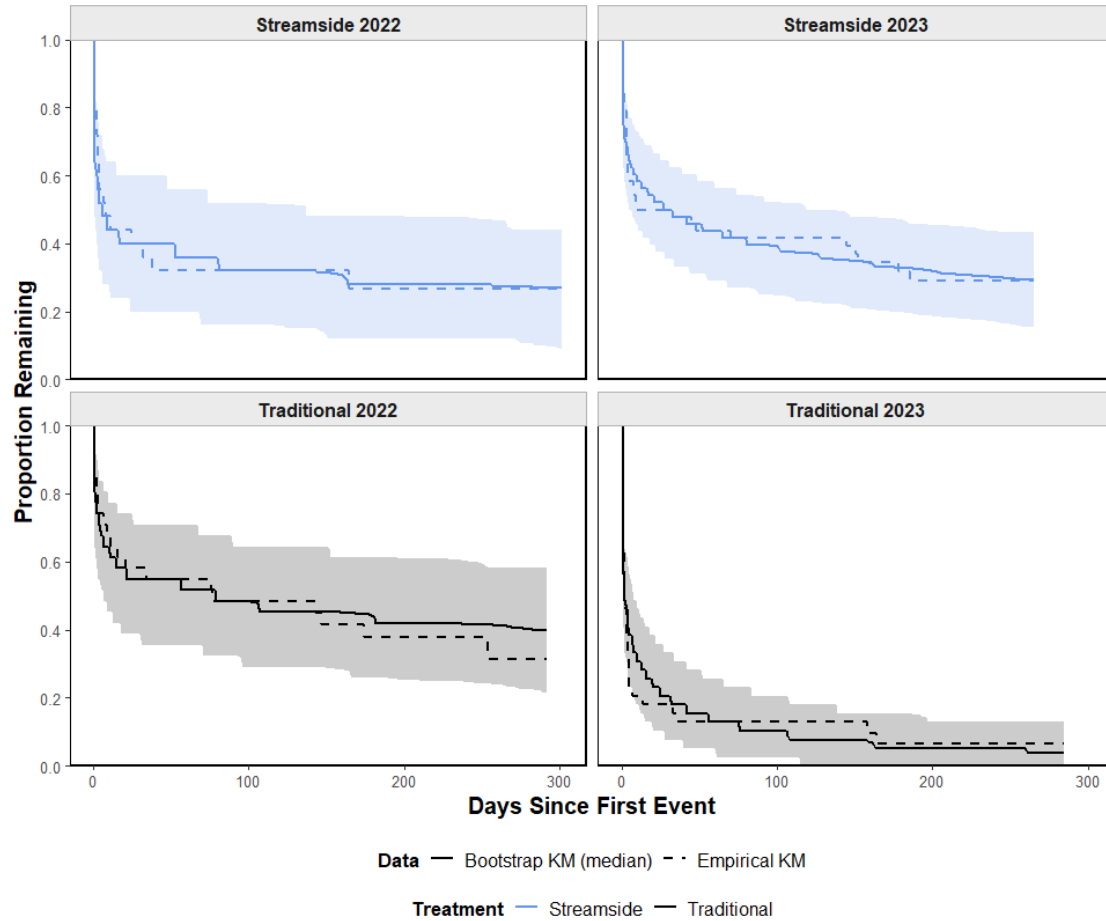 Streamside 2022
Streamside 2023
1.0
0.8
0.6
0.4
0.2
0.0
Traditional 2022
Traditional 2023
1.0
0.8
0.6
0.4
0.2
0.0
0 100 200 300
0 100 200 300
Proportion Remaining
Days Since First Event
Data Bootstrap KM (median) Empirical KM
Treatment Streamside Traditional